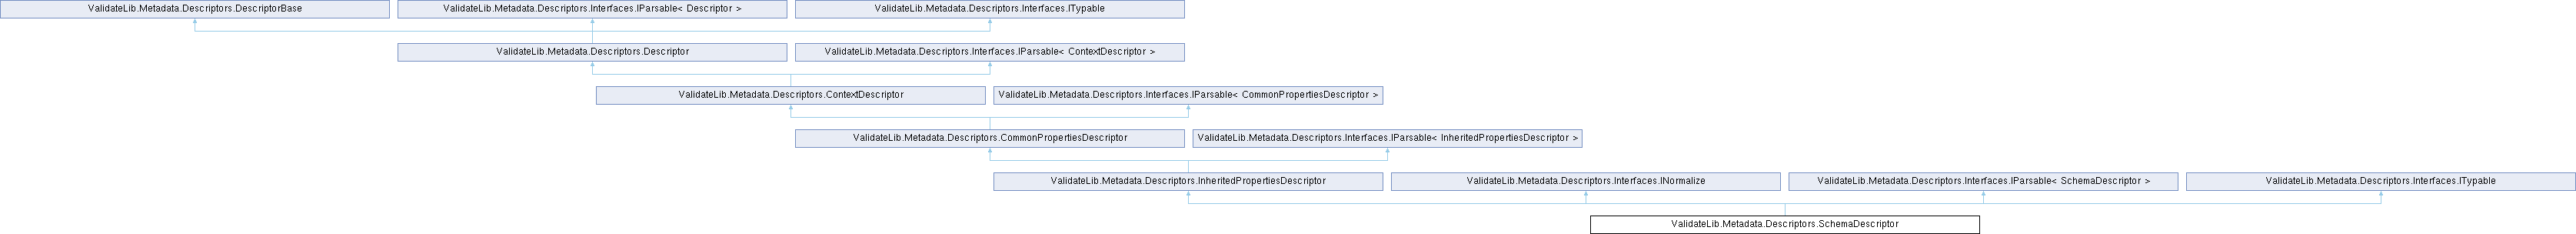 ValidateLib.Metadata.Descriptors.DescriptorBase
ValidateLib.Metadata.Descriptors.Interfaces.IParsable< Descriptor >
ValidateLib.Metadata.Descriptors.Interfaces.ITypable
ValidateLib.Metadata.Descriptors.Descriptor
ValidateLib.Metadata.Descriptors.Interfaces.IParsable< ContextDescriptor >
ValidateLib.Metadata.Descriptors.ContextDescriptor
ValidateLib.Metadata.Descriptors.Interfaces.IParsable< CommonPropertiesDescriptor >
ValidateLib.Metadata.Descriptors.CommonPropertiesDescriptor
ValidateLib.Metadata.Descriptors.Interfaces.IParsable< InheritedPropertiesDescriptor >
ValidateLib.Metadata.Descriptors.InheritedPropertiesDescriptor
ValidateLib.Metadata.Descriptors.Interfaces.INormalize
ValidateLib.Metadata.Descriptors.Interfaces.IParsable< SchemaDescriptor >
ValidateLib.Metadata.Descriptors.Interfaces.ITypable
ValidateLib.Metadata.Descriptors.SchemaDescriptor